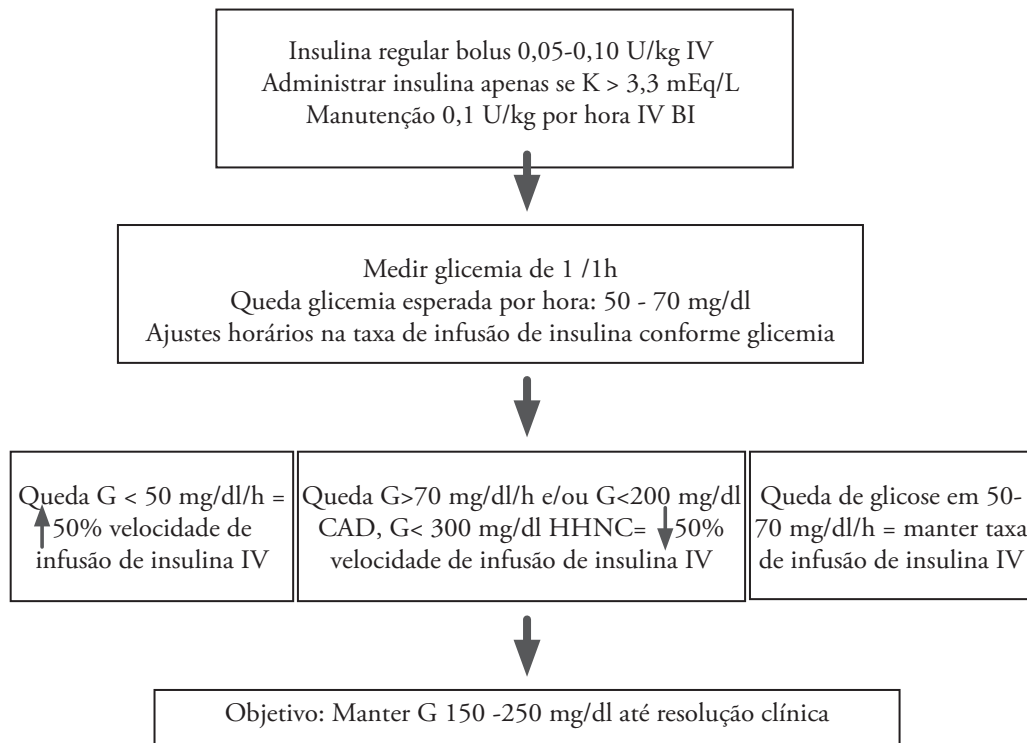 Insulina regular bolus 0,05-0,10 U/kg IV
Administrar insulina apenas se K > 3,3 mEq/L
Manutenção 0,1 U/kg por hora IV BI
Medir glicemia de 1 /1h
Queda glicemia esperada por hora: 50 - 70 mg/dl
Ajustes horários na taxa de infusão de insulina conforme glicemia
Queda G < 50 mg/dl/h =
↑ 50% velocidade de
infusão de insulina IV
Queda G>70 mg/dl/h e/ou G<200 mg/dl
CAD, G< 300 mg/dl HHNC= ↓ 50%
velocidade de infusão de insulina IV
Queda de glicose em 50-
70 mg/dl/h = manter taxa
de infusão de insulina IV
Objetivo: Manter G 150 -250 mg/dl até resolução clínica